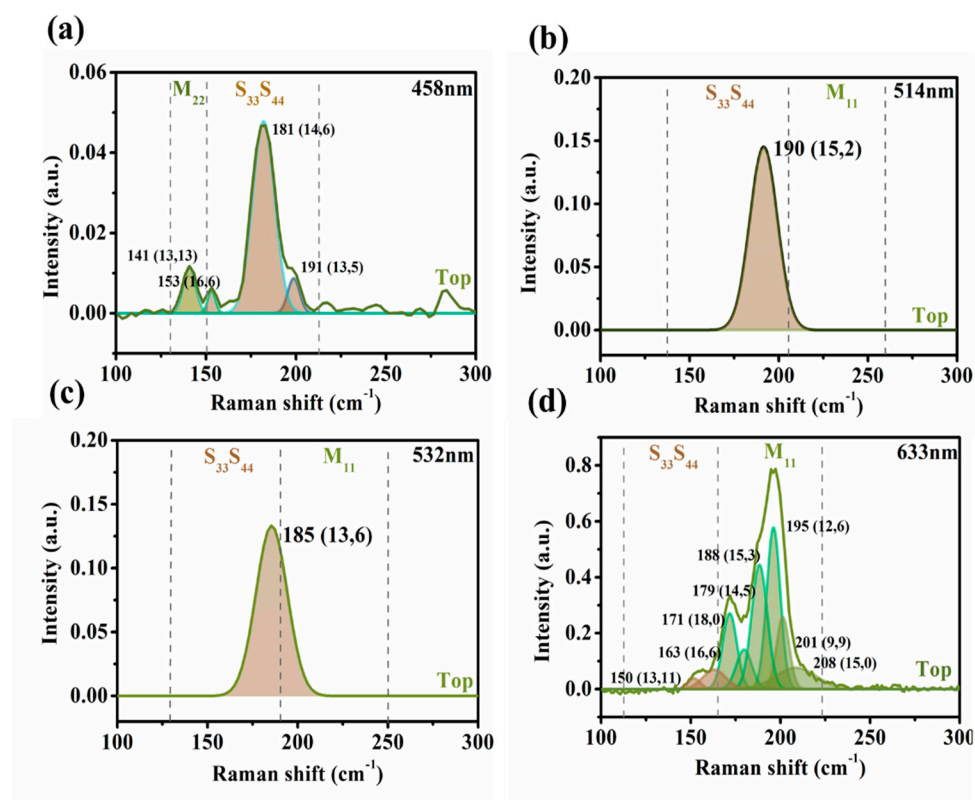 (a)
M22 S33S44 458nm
0.06
0.04
0.02
0.00
181 (14,6)
141 (13,13)
153 (16,6)
191 (13,5)
Top
Intensity (a.u.)
100 150 200 250 300
Raman shift (cm-1)
(b)
S33S44 M11 514nm
0.20
0.15
0.10
0.05
0.00
190 (15,2)
Top
Intensity (a.u.)
100 150 200 250 300
Raman shift (cm-1)
(c)
S33S44 M11 532nm
0.20
0.15
0.10
0.05
0.00
185 (13,6)
Top
Intensity (a.u.)
100 150 200 250 300
Raman shift (cm-1)
(d)
S33S44 M11 633nm
0.8
0.6
0.4
0.2
0.0
195 (12,6)
188 (15,3)
179 (14,5)
171 (18,0)
163 (16,6)
150 (13,11)
201 (9,9)
208 (15,0)
Top
Intensity (a.u.)
100 150 200 250 300
Raman shift (cm-1)